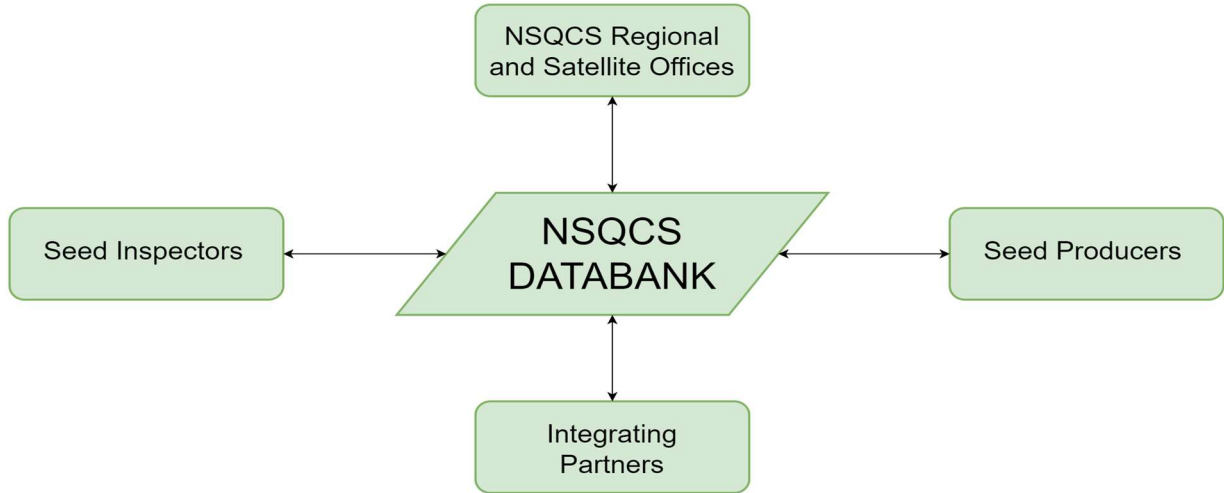 NSQCS Regional
and Satellite Offices
Seed Inspectors
NSQCS
DATABANK
Seed Producers
Integrating
Partners